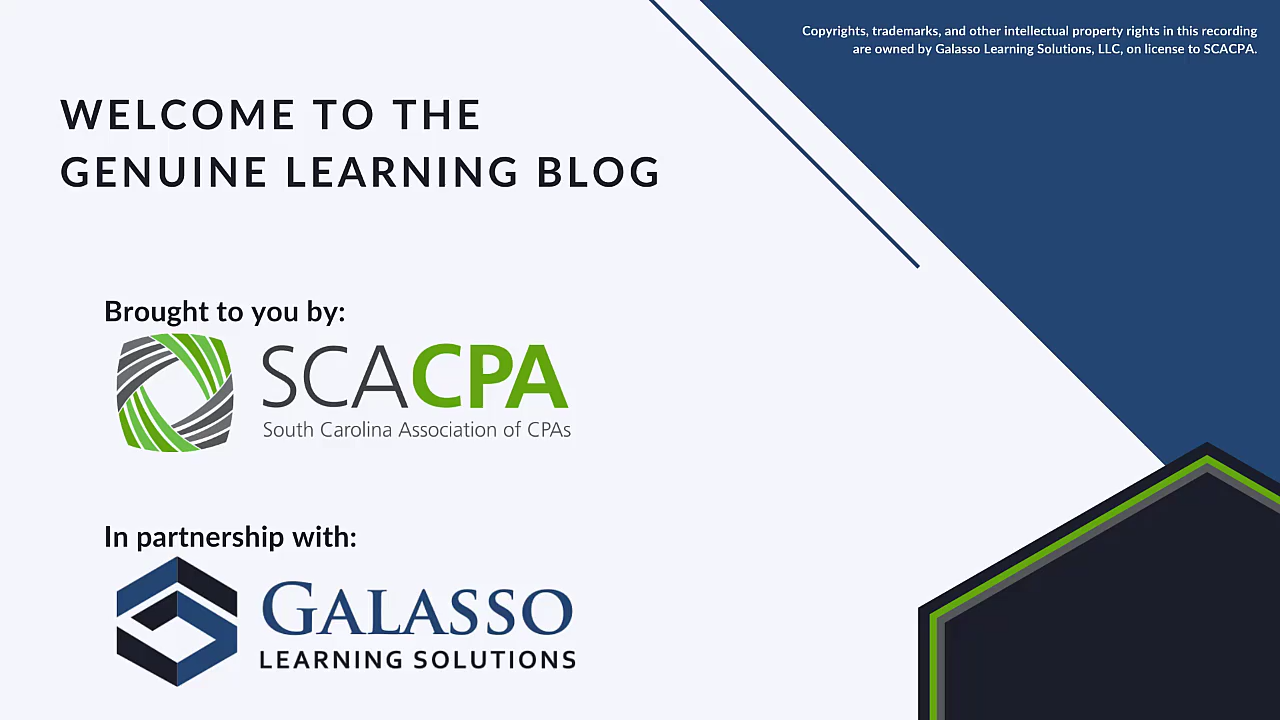 Copyrights, trademarks, and other intellectual property rights in this recording
are owned by Galasso Learning Solutions, LLC, on license to SCACPA.
WELCOME TO THE
GENUINE LEARNING BLOG
Brought to you by:
SCACPA
South Carolina Association of CPAs
In partnership with:
GALASSO
LEARNING SOLUTIONS